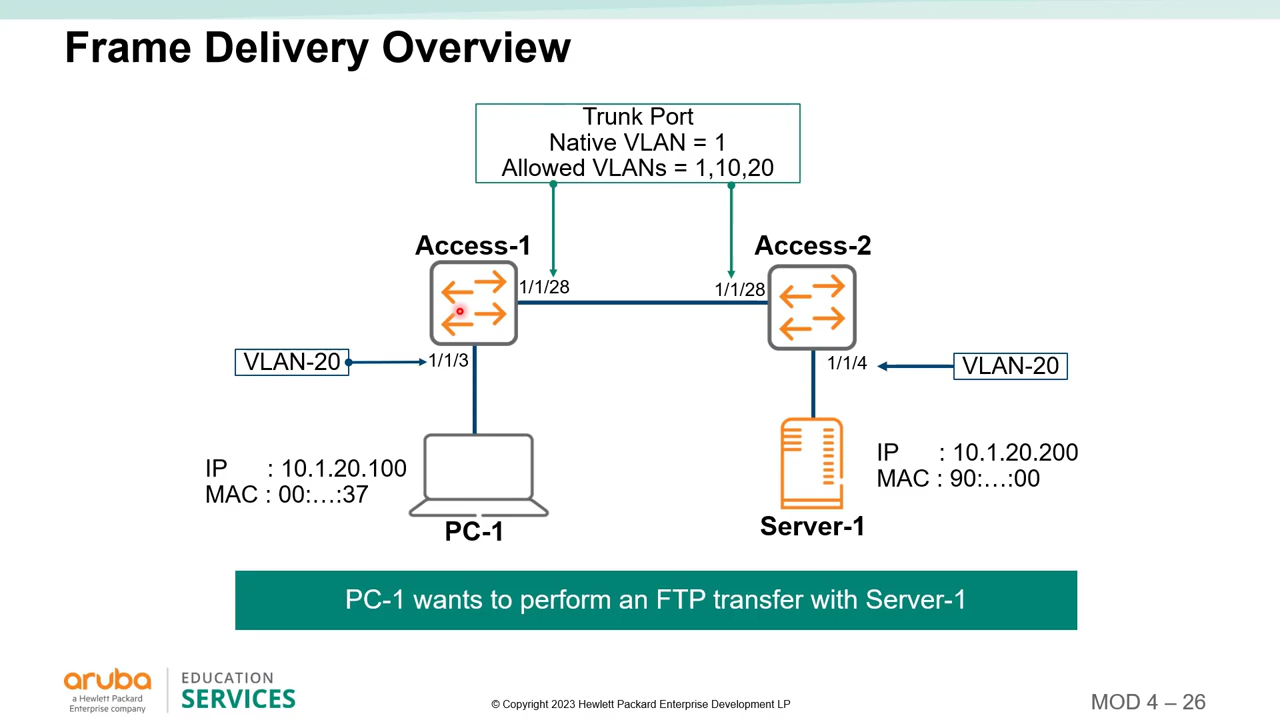 Frame Delivery Overview
Trunk Port
Native VLAN = 1
Allowed VLANs = 1,10,20
Access-1
Access-2
1/1/28
1/1/28
VLAN-20
1/1/3
1/1/4
VLAN-20
IP : 10.1.20.100
MAC : 00:…:37
IP : 10.1.20.200
MAC : 90:…:00
PC-1
Server-1
PC-1 wants to perform an FTP transfer with Server-1
aruba
a Hewlett Packard
Enterprise company
EDUCATION
SERVICES
© Copyright 2023 Hewlett Packard Enterprise Development LP
MOD 4 – 26